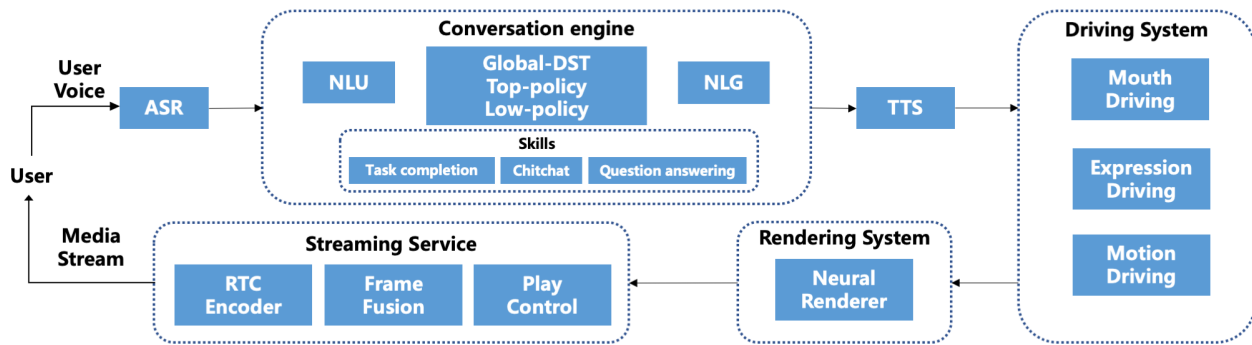 Conversation engine
NLU
Global-DST
Top-policy
Low-policy
NLG
Skills
Task completion
Chitchat
Question answering
User
Voice
ASR
TTS
Driving System
Mouth
Driving
Expression
Driving
Motion
Driving
User
Media
Stream
Streaming Service
RTC
Encoder
Frame
Fusion
Play
Control
Rendering System
Neural
Renderer